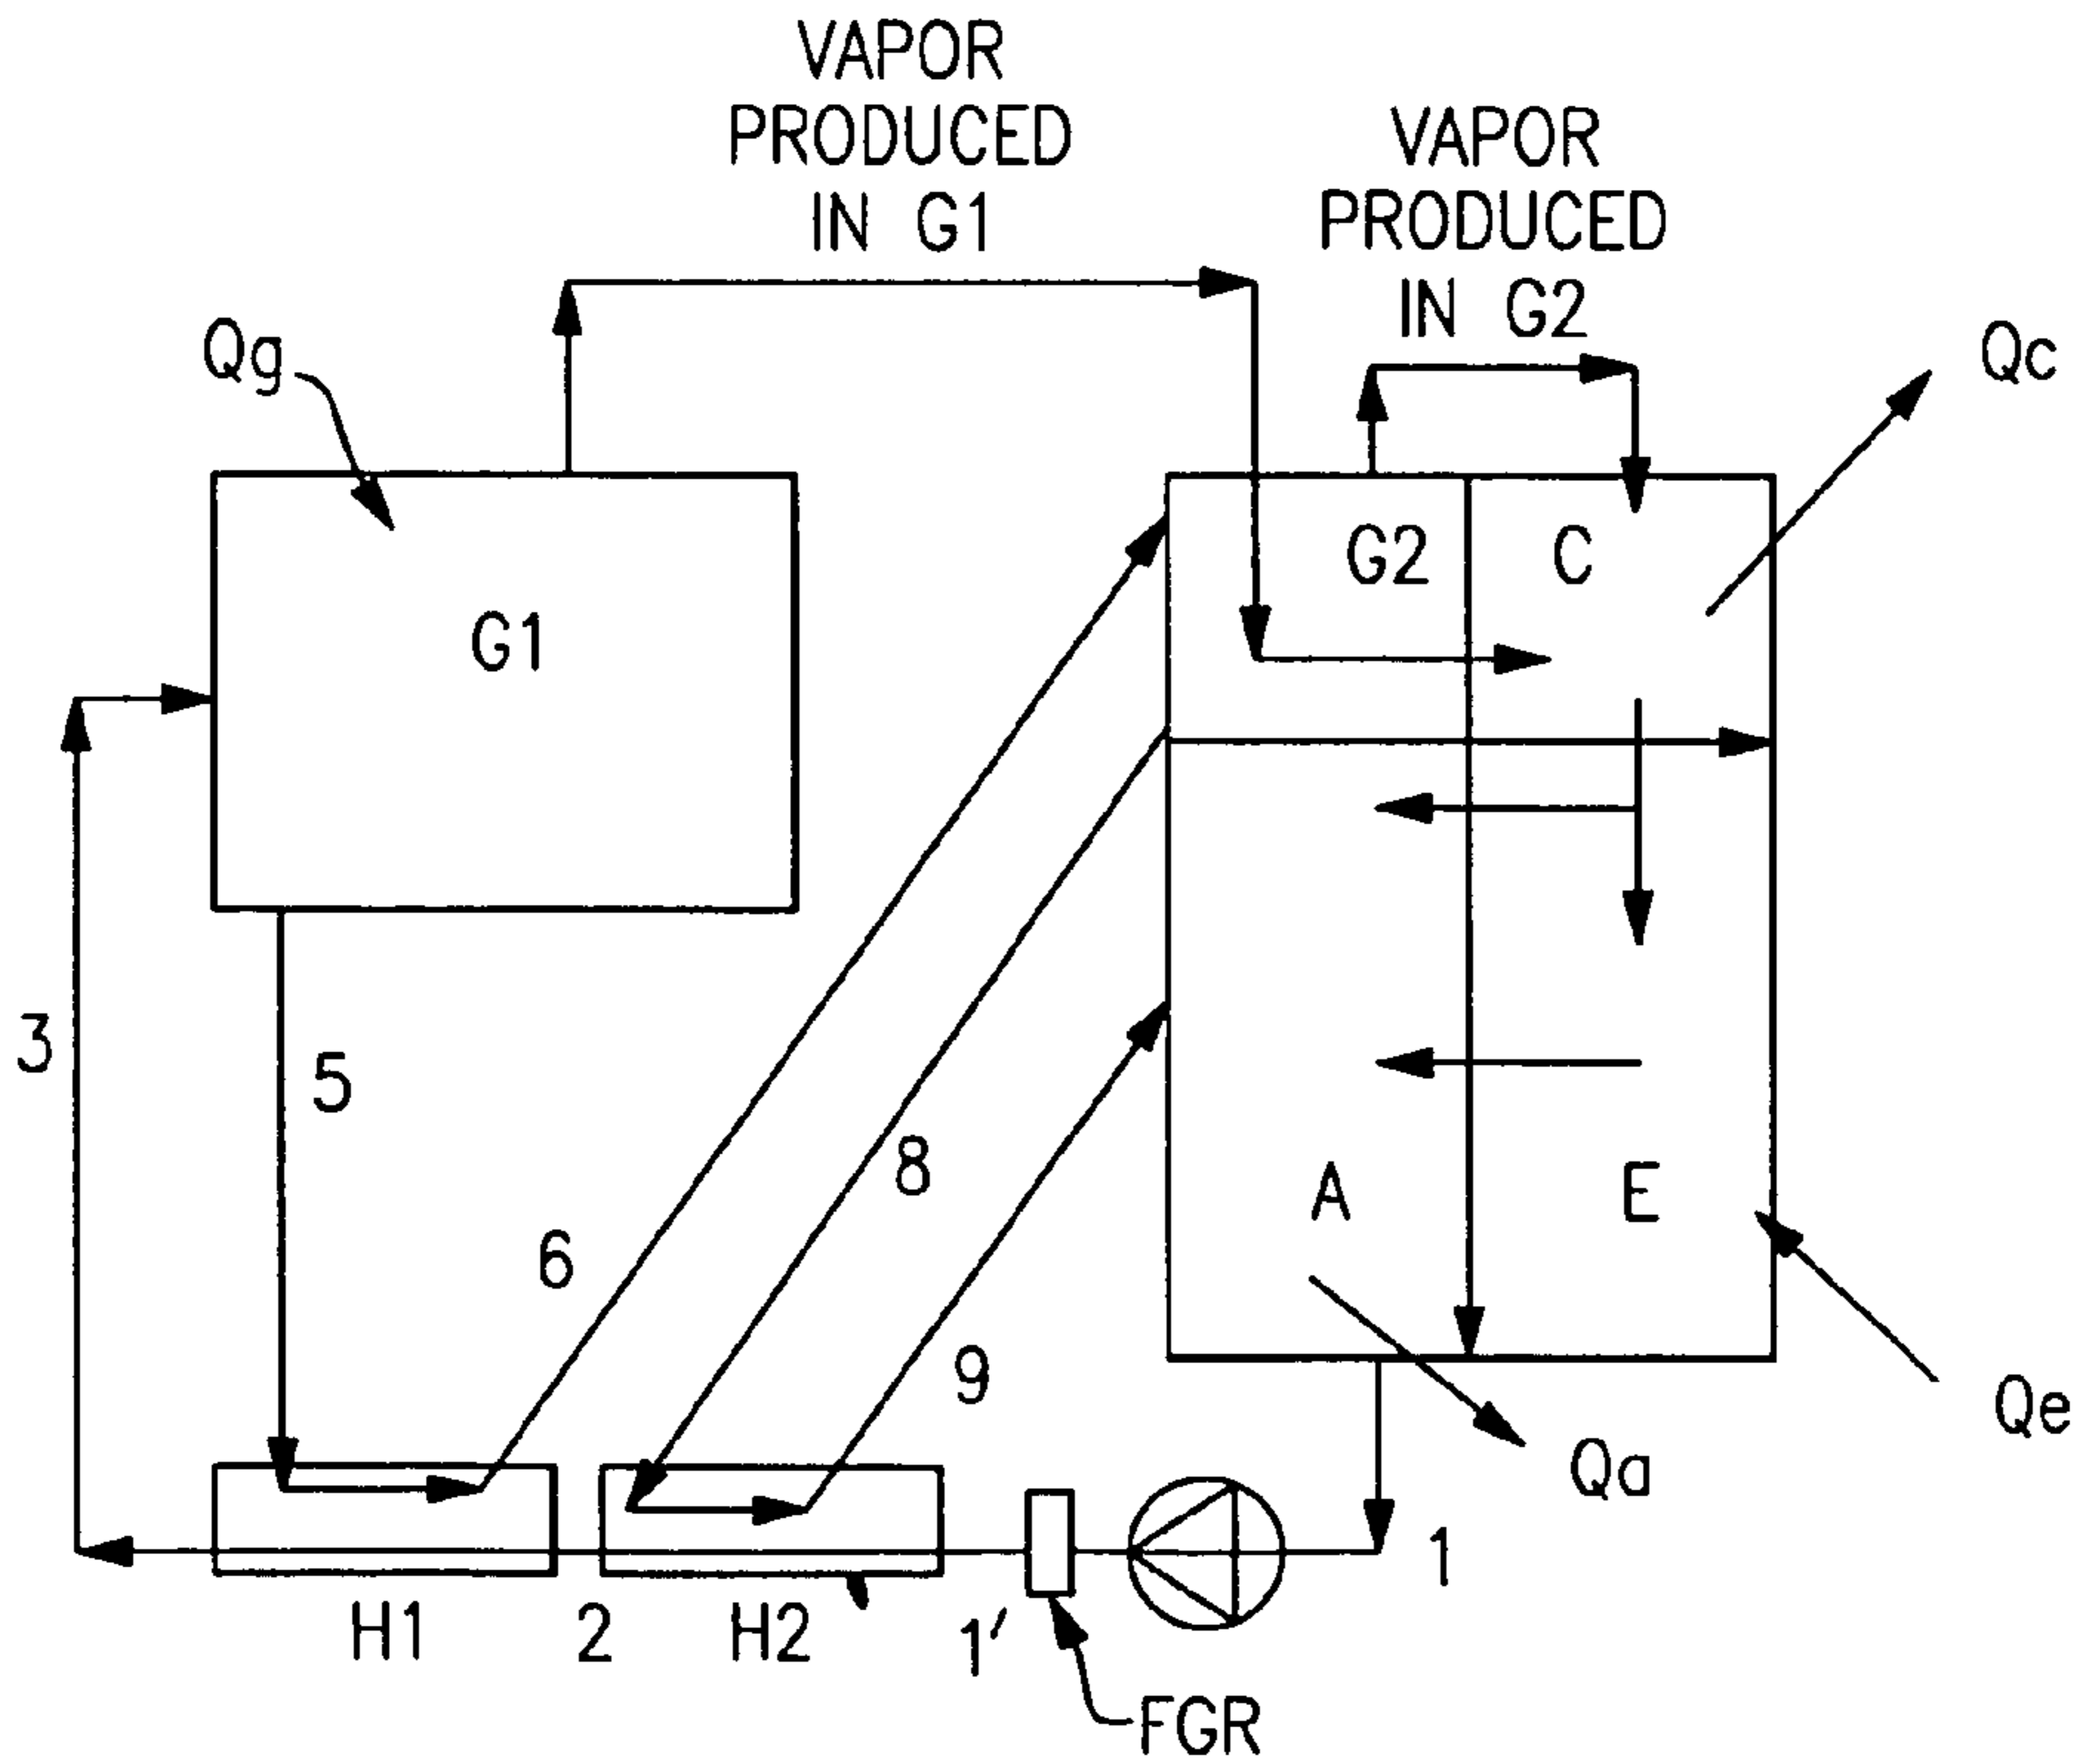 VAPOR
PRODUCED
IN G1
VAPOR
PRODUCED
IN G2
Qg
Qc
G1
G2
C
3
5
6
8
9
A
E
Qe
Qa
1
H1
2
H2
1′
FGR